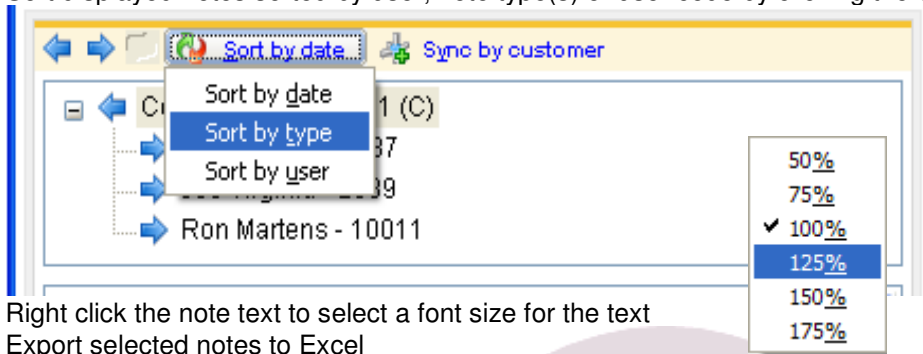 Sort by date Sync by customer
Sort by date
1 (C)
Sort by type
37
Sort by user
Ron Martens - 10011
50%
75%
100%
125%
150%
175%
Right click the note text to select a font size for the text
Export selected notes to Excel